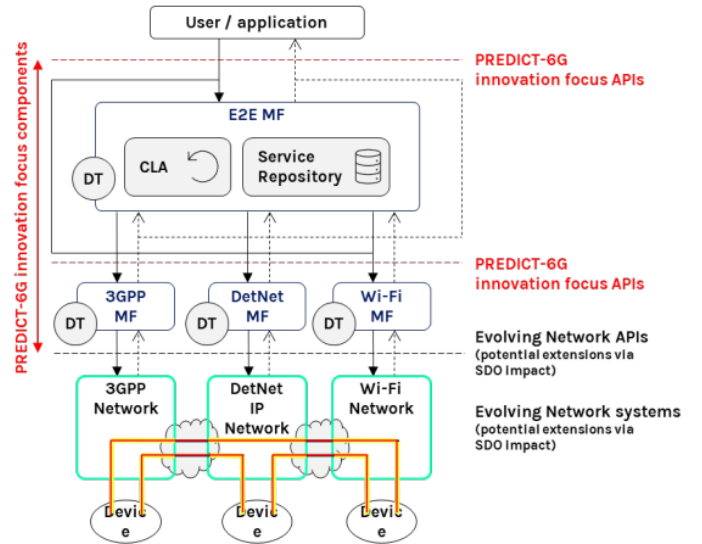 User / application
PREDICT-6G
innovation focus APIs
PREDICT-6G innovation focus components
E2E MF
CLA
Service
Repository
DT
PREDICT-6G
innovation focus APIs
3GPP
MF
DT
DetNet
MF
DT
Wi-Fi
MF
DT
Evolving Network APIs
(potential extensions via
SDO impact)
3GPP
Network
DetNet
IP
Network
Wi-Fi
Network
Evolving Network systems
(potential extensions via
SDO impact)
Devic
e
Devic
e
Devic
e